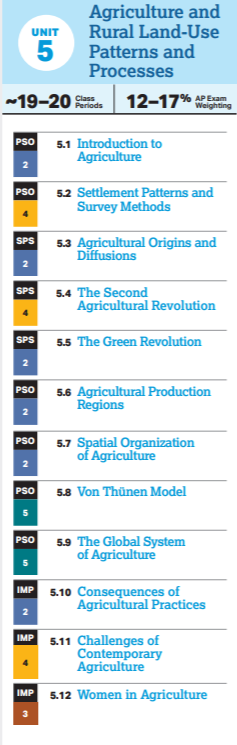 UNIT
5
Agriculture and
Rural Land-Use
Patterns and
Processes
~19–20 Class
Periods
12–17% AP Exam
Weighting
PSO
2
5.1 Introduction to
Agriculture
PSO
4
5.2 Settlement Patterns and
Survey Methods
SPS
2
5.3 Agricultural Origins and
Diffusions
SPS
4
5.4 The Second
Agricultural Revolution
SPS
2
5.5 The Green Revolution
PSO
2
5.6 Agricultural Production
Regions
PSO
2
5.7 Spatial Organization
of Agriculture
PSO
5
5.8 Von Thünen Model
PSO
5
5.9 The Global System
of Agriculture
IMP
2
5.10 Consequences of
Agricultural Practices
IMP
4
5.11 Challenges of
Contemporary
Agriculture
IMP
3
5.12 Women in Agriculture